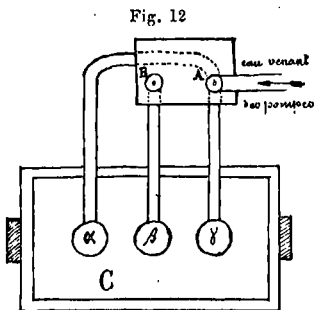 Fig. 12
B
A
eau venant
des pompes
α
β
γ
C